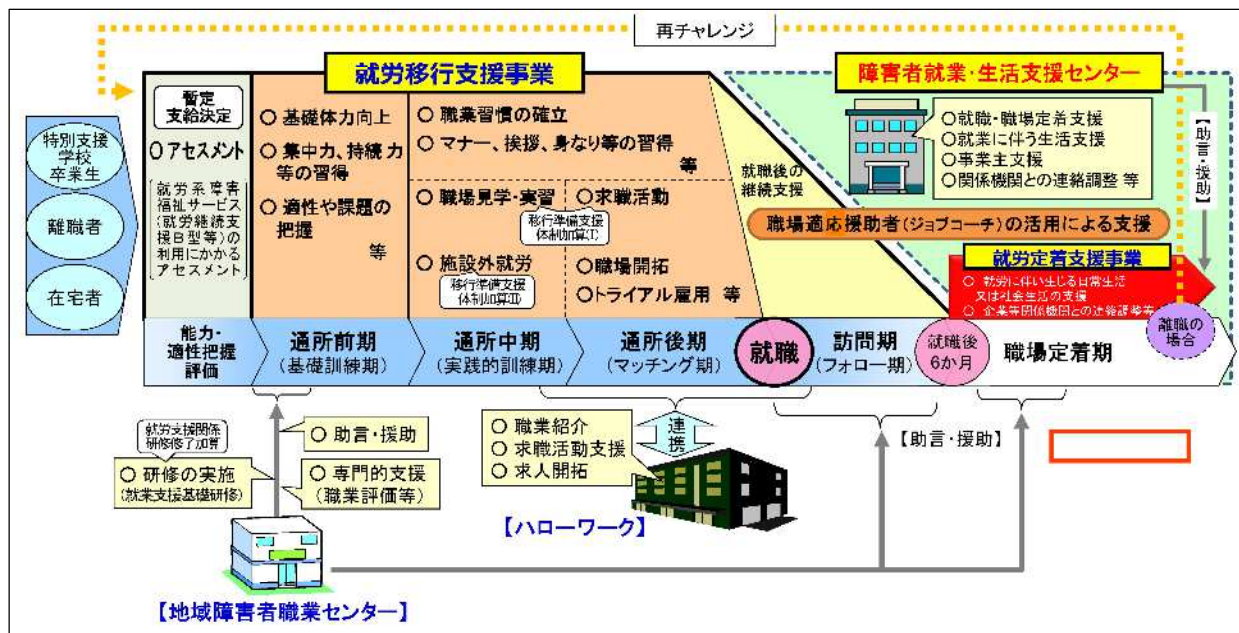 再チャレンジ
就労移行支援事業
障害者就業・生活支援センター
暫定
支給決定
○ アセスメント
就労系障害
福祉サービス
(就労継続支
援B型等)の
利用にかかる
アセスメント
○ 基礎体力向上
○ 集中力、持続力
等の習得
○ 適性や課題の
把握
等
○ 職業習慣の確立
○ マナー、挨拶、身なり等の習得
等
○ 職場見学・実習
○ 求職活動
移行準備支援
体制加算(Ⅰ)
○ 施設外就労
移行準備支援
体制加算(Ⅱ)
○ 職場開拓
○ トライアル雇用 等
就職後の
継続支援
○就職・職場定着支援
○就業に伴う生活支援
○事業主支援
○関係機関との連絡調整 等
【助言・援助】
職場適応援助者(ジョブコーチ)の活用による支援
就労定着支援事業
○ 就労に伴い生じる日常生活
又は社会生活の支援
○ 企業等関係機関との連絡調整等
特別支援
学校
卒業生
離職者
在宅者
能力・
適性把握
評価
通所前期
(基礎訓練期)
通所中期
(実践的訓練期)
通所後期
(マッチング期)
就職
訪問期
(フォロー期)
就職後
6か月
職場定着期
離職の
場合
就労支援関係
研修修了加算
○ 研修の実施
(就業支援基礎研修)
○ 助言・援助
○ 専門的支援
(職業評価等)
○ 職業紹介
○ 求職活動支援
○ 求人開拓
連携
【助言・援助】
【ハローワーク】
【地域障害者職業センター】